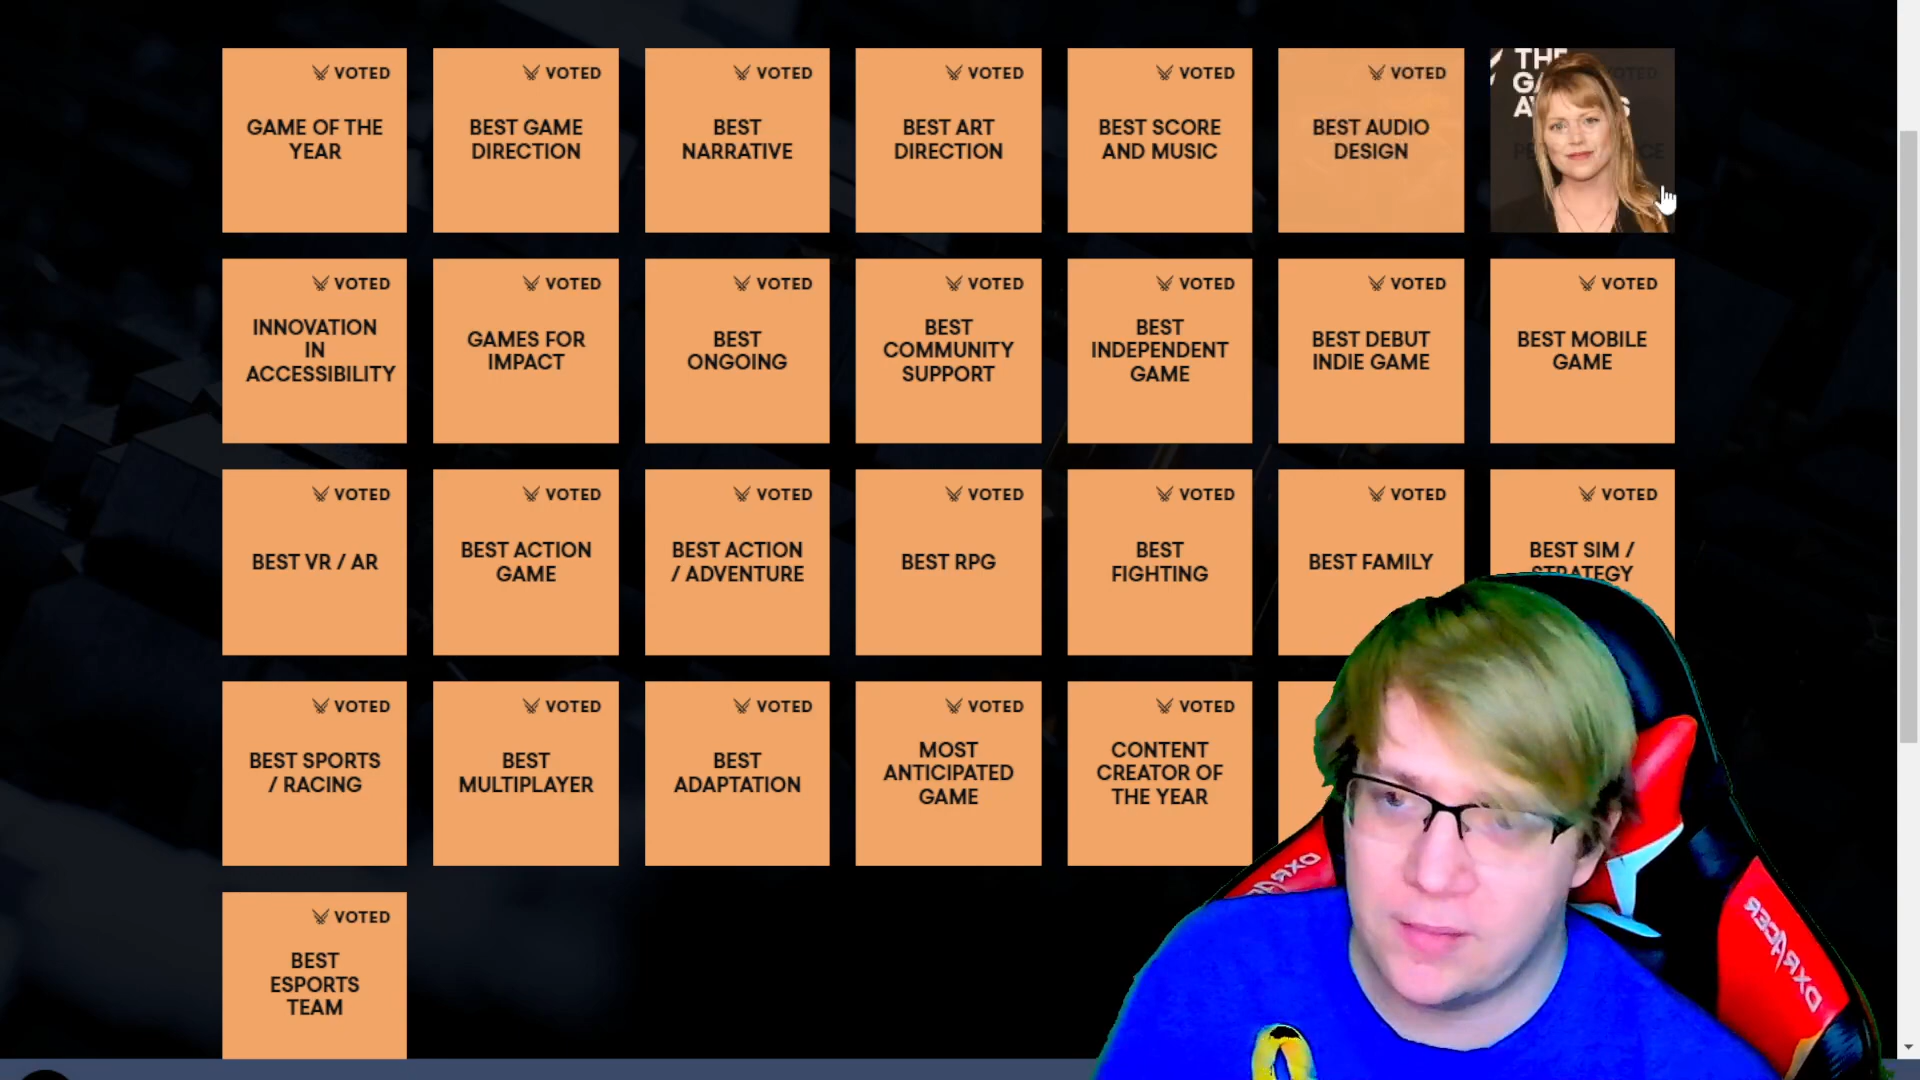 VOTED
GAME OF THE
YEAR
VOTED
BEST GAME
DIRECTION
VOTED
BEST
NARRATIVE
VOTED
BEST ART
DIRECTION
VOTED
BEST SCORE
AND MUSIC
VOTED
BEST AUDIO
DESIGN
THE
VOTED
VOTED
INNOVATION
IN
ACCESSIBILITY
VOTED
GAMES FOR
IMPACT
VOTED
BEST
ONGOING
VOTED
BEST
COMMUNITY
SUPPORT
VOTED
BEST
INDEPENDENT
GAME
VOTED
BEST DEBUT
INDIE GAME
VOTED
BEST MOBILE
GAME
VOTED
BEST VR / AR
VOTED
BEST ACTION
GAME
VOTED
BEST ACTION
/ ADVENTURE
VOTED
BEST RPG
VOTED
BEST
FIGHTING
VOTED
BEST FAMILY
VOTED
BEST SIM /
STRATEGY
VOTED
BEST SPORTS
/ RACING
VOTED
BEST
MULTIPLAYER
VOTED
BEST
ADAPTATION
VOTED
MOST
ANTICIPATED
GAME
VOTED
CONTENT
CREATOR OF
THE YEAR
VOTED
BEST
ESPORTS
TEAM
DXRACER
DXRACER